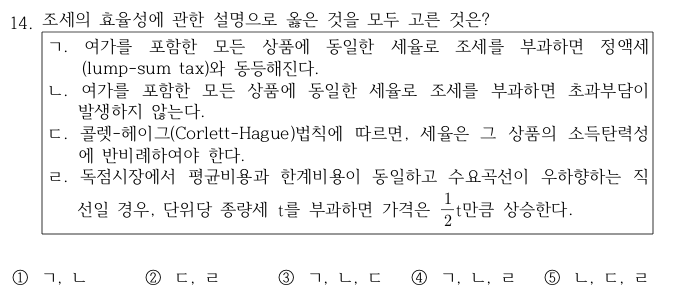 14. 조세의 효율성에 관한 설명으로 옳은 것을 모두 고른 것은?
ㄱ. 여가를 포함한 모든 상품에 동일한 세율로 조세를 부과하면 정액세
(lump-sum tax)와 동등해진다.
ㄴ. 여가를 포함한 모든 상품에 동일한 세율로 조세를 부과하면 초과부담이
발생하지 않는다.
ㄷ. 콜렛-헤이그(Corlett-Hague)법칙에 따르면, 세율은 그 상품의 소득탄력성
에 반비례하여야 한다.
ㄹ. 독점시장에서 평균비용과 한계비용이 동일하고 수요곡선이 우하향하는 직
선일 경우, 단위당 종량세 t를 부과하면 가격은 1/2t만큼 상승한다.
① ㄱ, ㄴ ② ㄷ, ㄹ ③ ㄱ, ㄴ, ㄷ ④ ㄱ, ㄴ, ㄹ ⑤ ㄴ, ㄷ, ㄹ